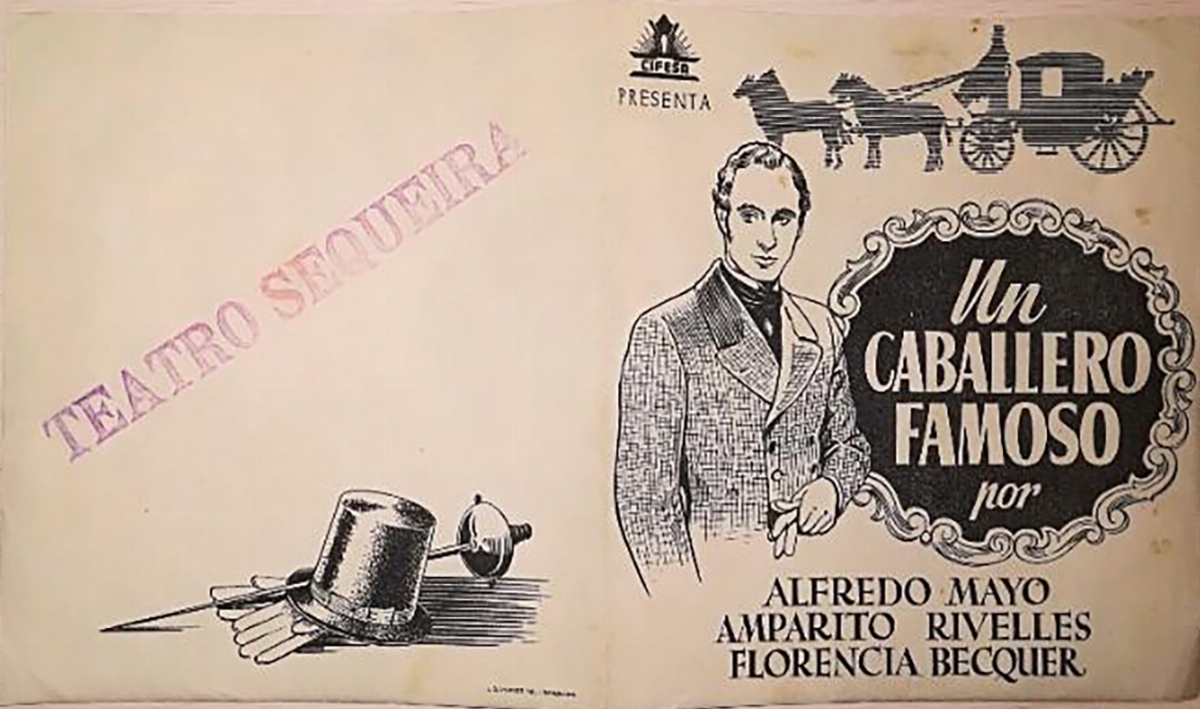 TEATRO SEQUEIRA
CIFESA
PRESENTA
Un
CABALLERO
FAMOSO
por
ALFREDO MAYO
AMPARITO RIVELLES
FLORENCIA BECQUER